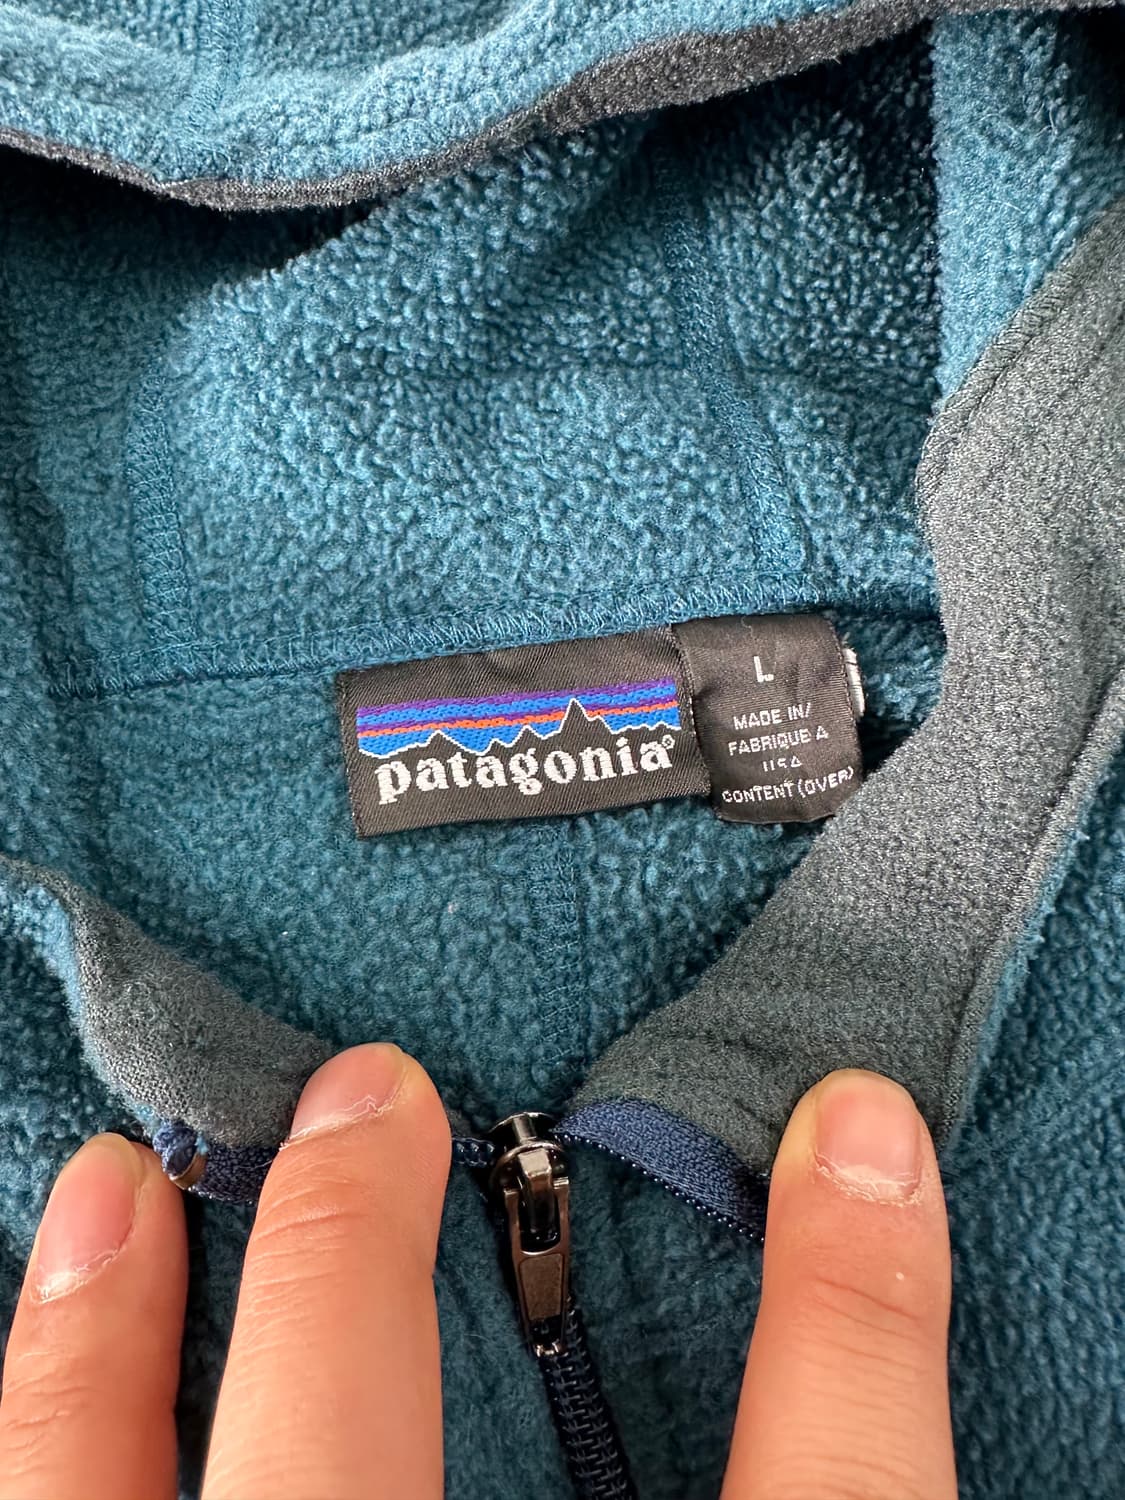 patagonia®
L
MADE IN/
FABRIQUE A
USA
CONTENT (OVER)